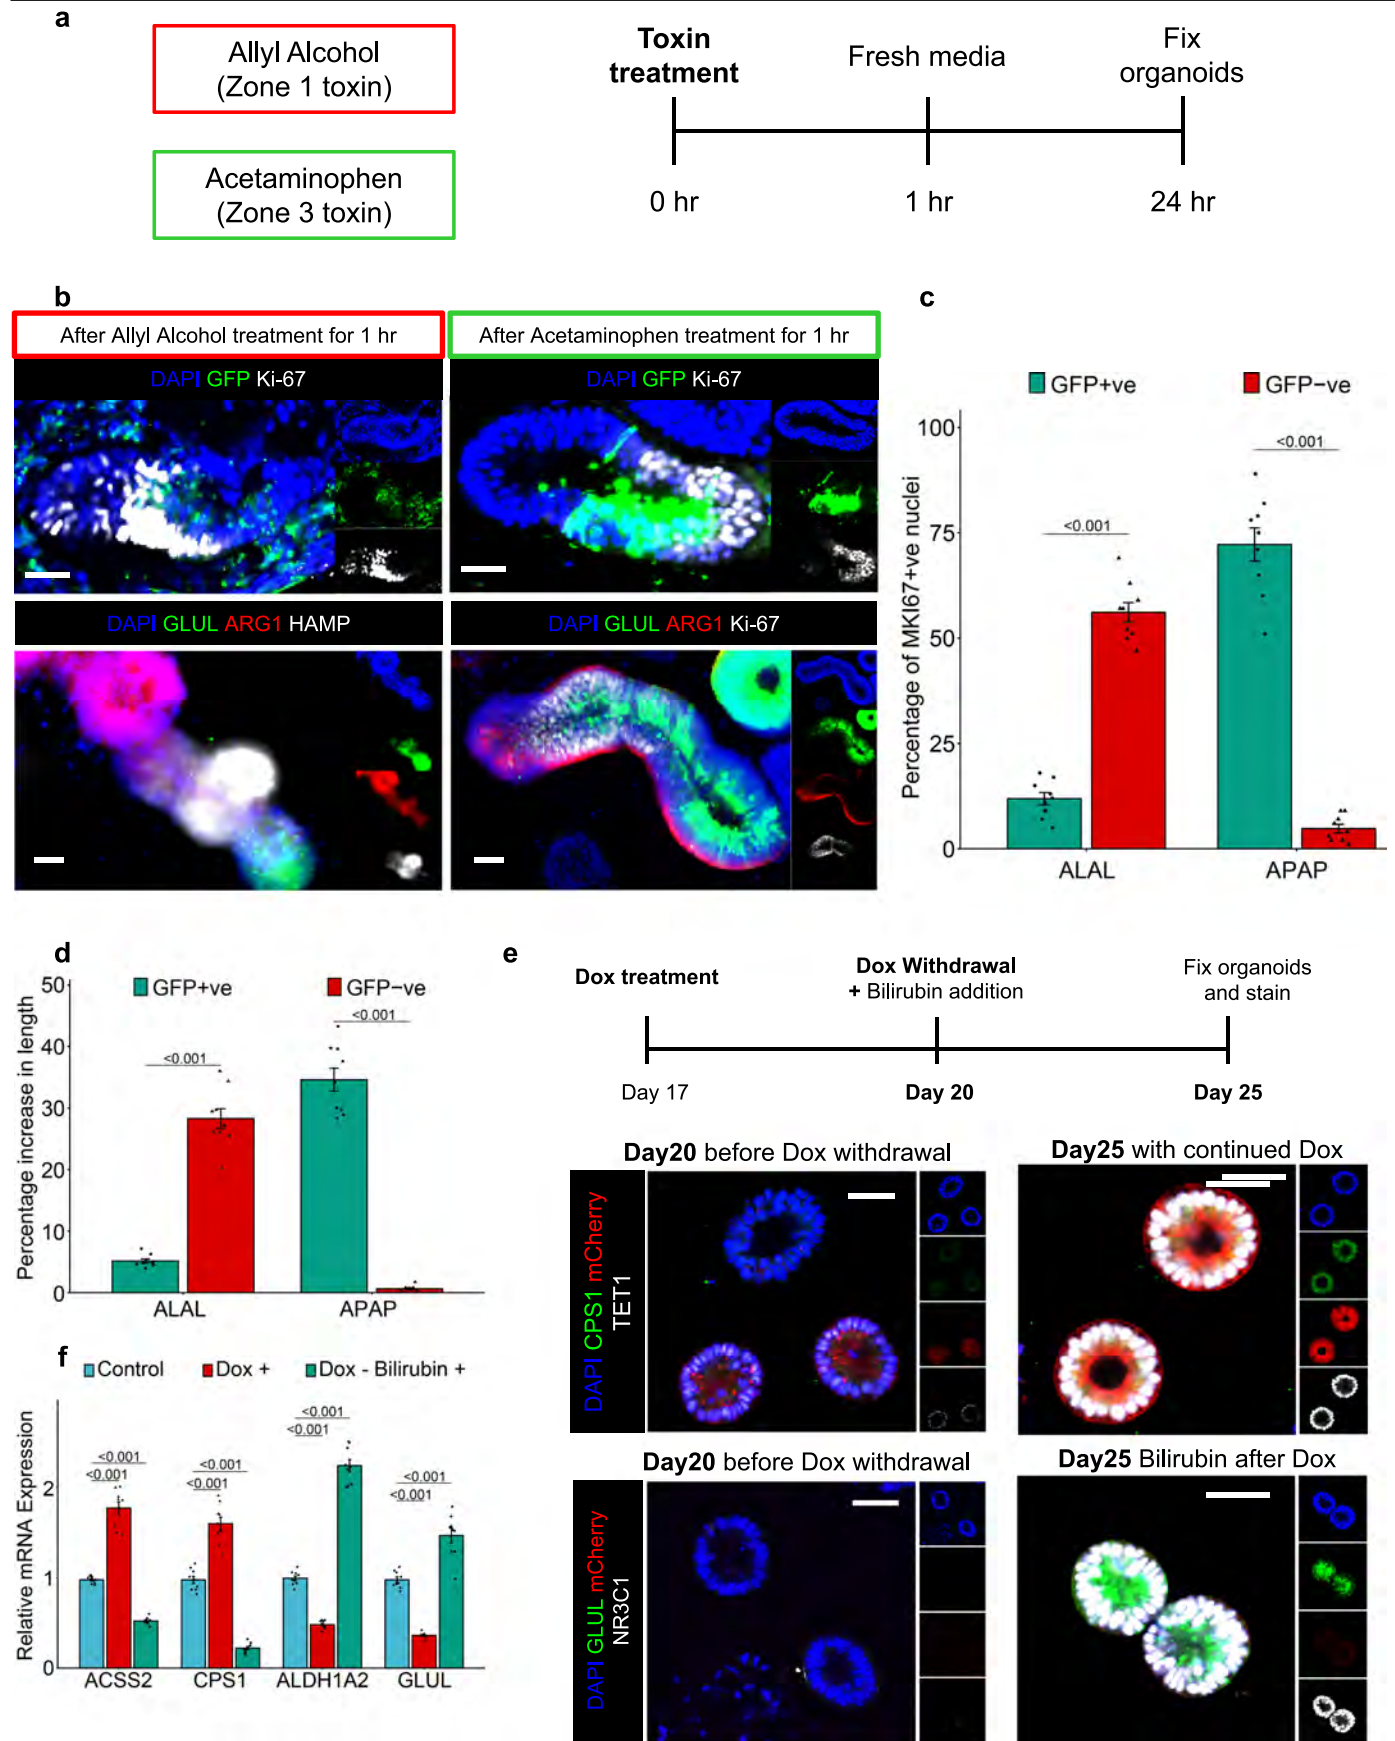 a
Allyl Alcohol
(Zone 1 toxin)
Acetaminophen
(Zone 3 toxin)
Toxin
treatment
Fresh media
Fix
organoids
0 hr
1 hr
24 hr
b
After Allyl Alcohol treatment for 1 hr
After Acetaminophen treatment for 1 hr
DAPI GFP Ki-67
DAPI GFP Ki-67
DAPI GLUL ARG1 HAMP
DAPI GLUL ARG1 Ki-67
c
GFP+ve
GFP−ve
Percentage of MKI67+ve nuclei
100
75
50
25
0
<0.001
<0.001
ALAL
APAP
d
GFP+ve
GFP−ve
Percentage increase in length
50
40
30
20
10
0
<0.001
<0.001
ALAL
APAP
e
Dox treatment
Dox Withdrawal
+ Bilirubin addition
Fix organoids
and stain
Day 17
Day 20
Day 25
Day20 before Dox withdrawal
Day25 with continued Dox
DAPI CPS1 mCherry
TET1
Day20 before Dox withdrawal
Day25 Bilirubin after Dox
DAPI GLUL mCherry
NR3C1
f
Control
Dox +
Dox - Bilirubin +
Relative mRNA Expression
2
1
0
<0.001
<0.001
<0.001
<0.001
<0.001
<0.001
<0.001
<0.001
ACSS2
CPS1
ALDH1A2
GLUL